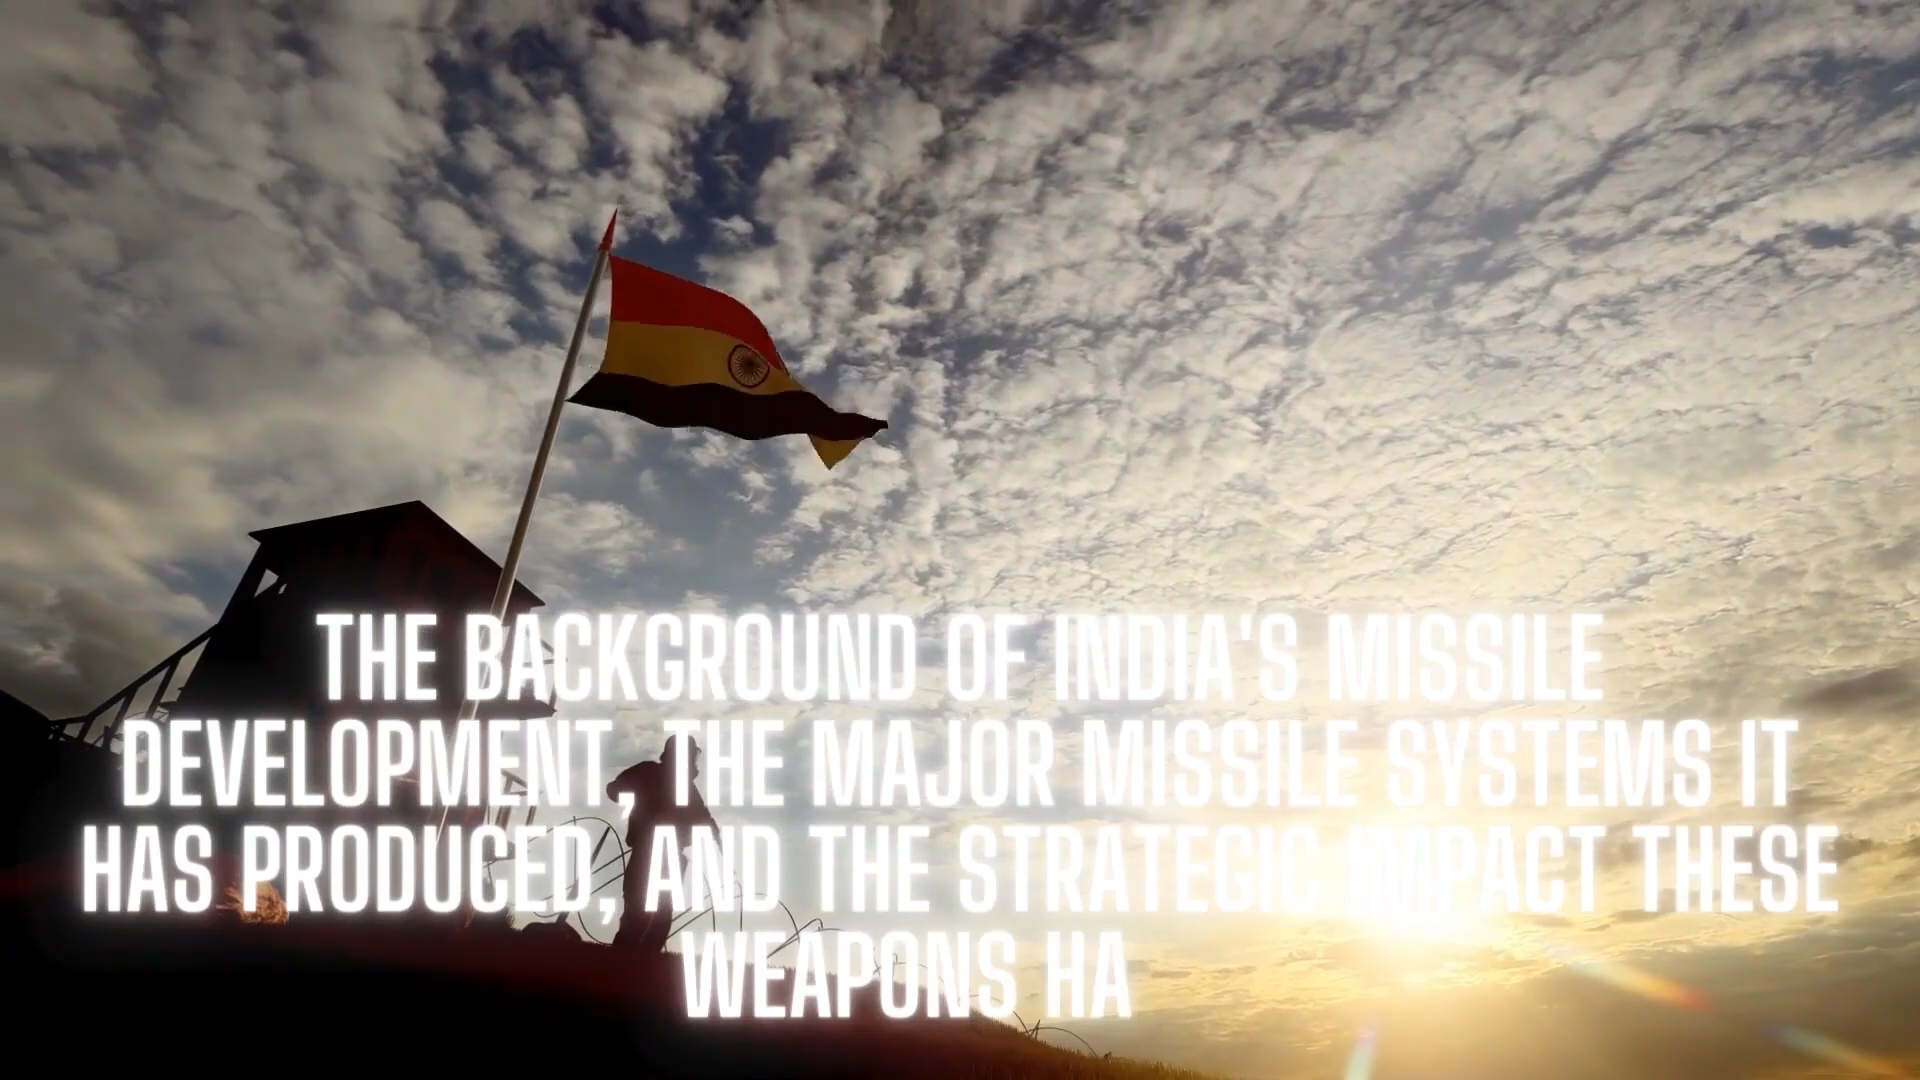 THE BACKGROUND OF INDIA'S MISSILE
DEVELOPMENT, THE MAJOR MISSILE SYSTEMS IT
HAS PRODUCED, AND THE STRATEGIC IMPACT THESE
WEAPONS HA